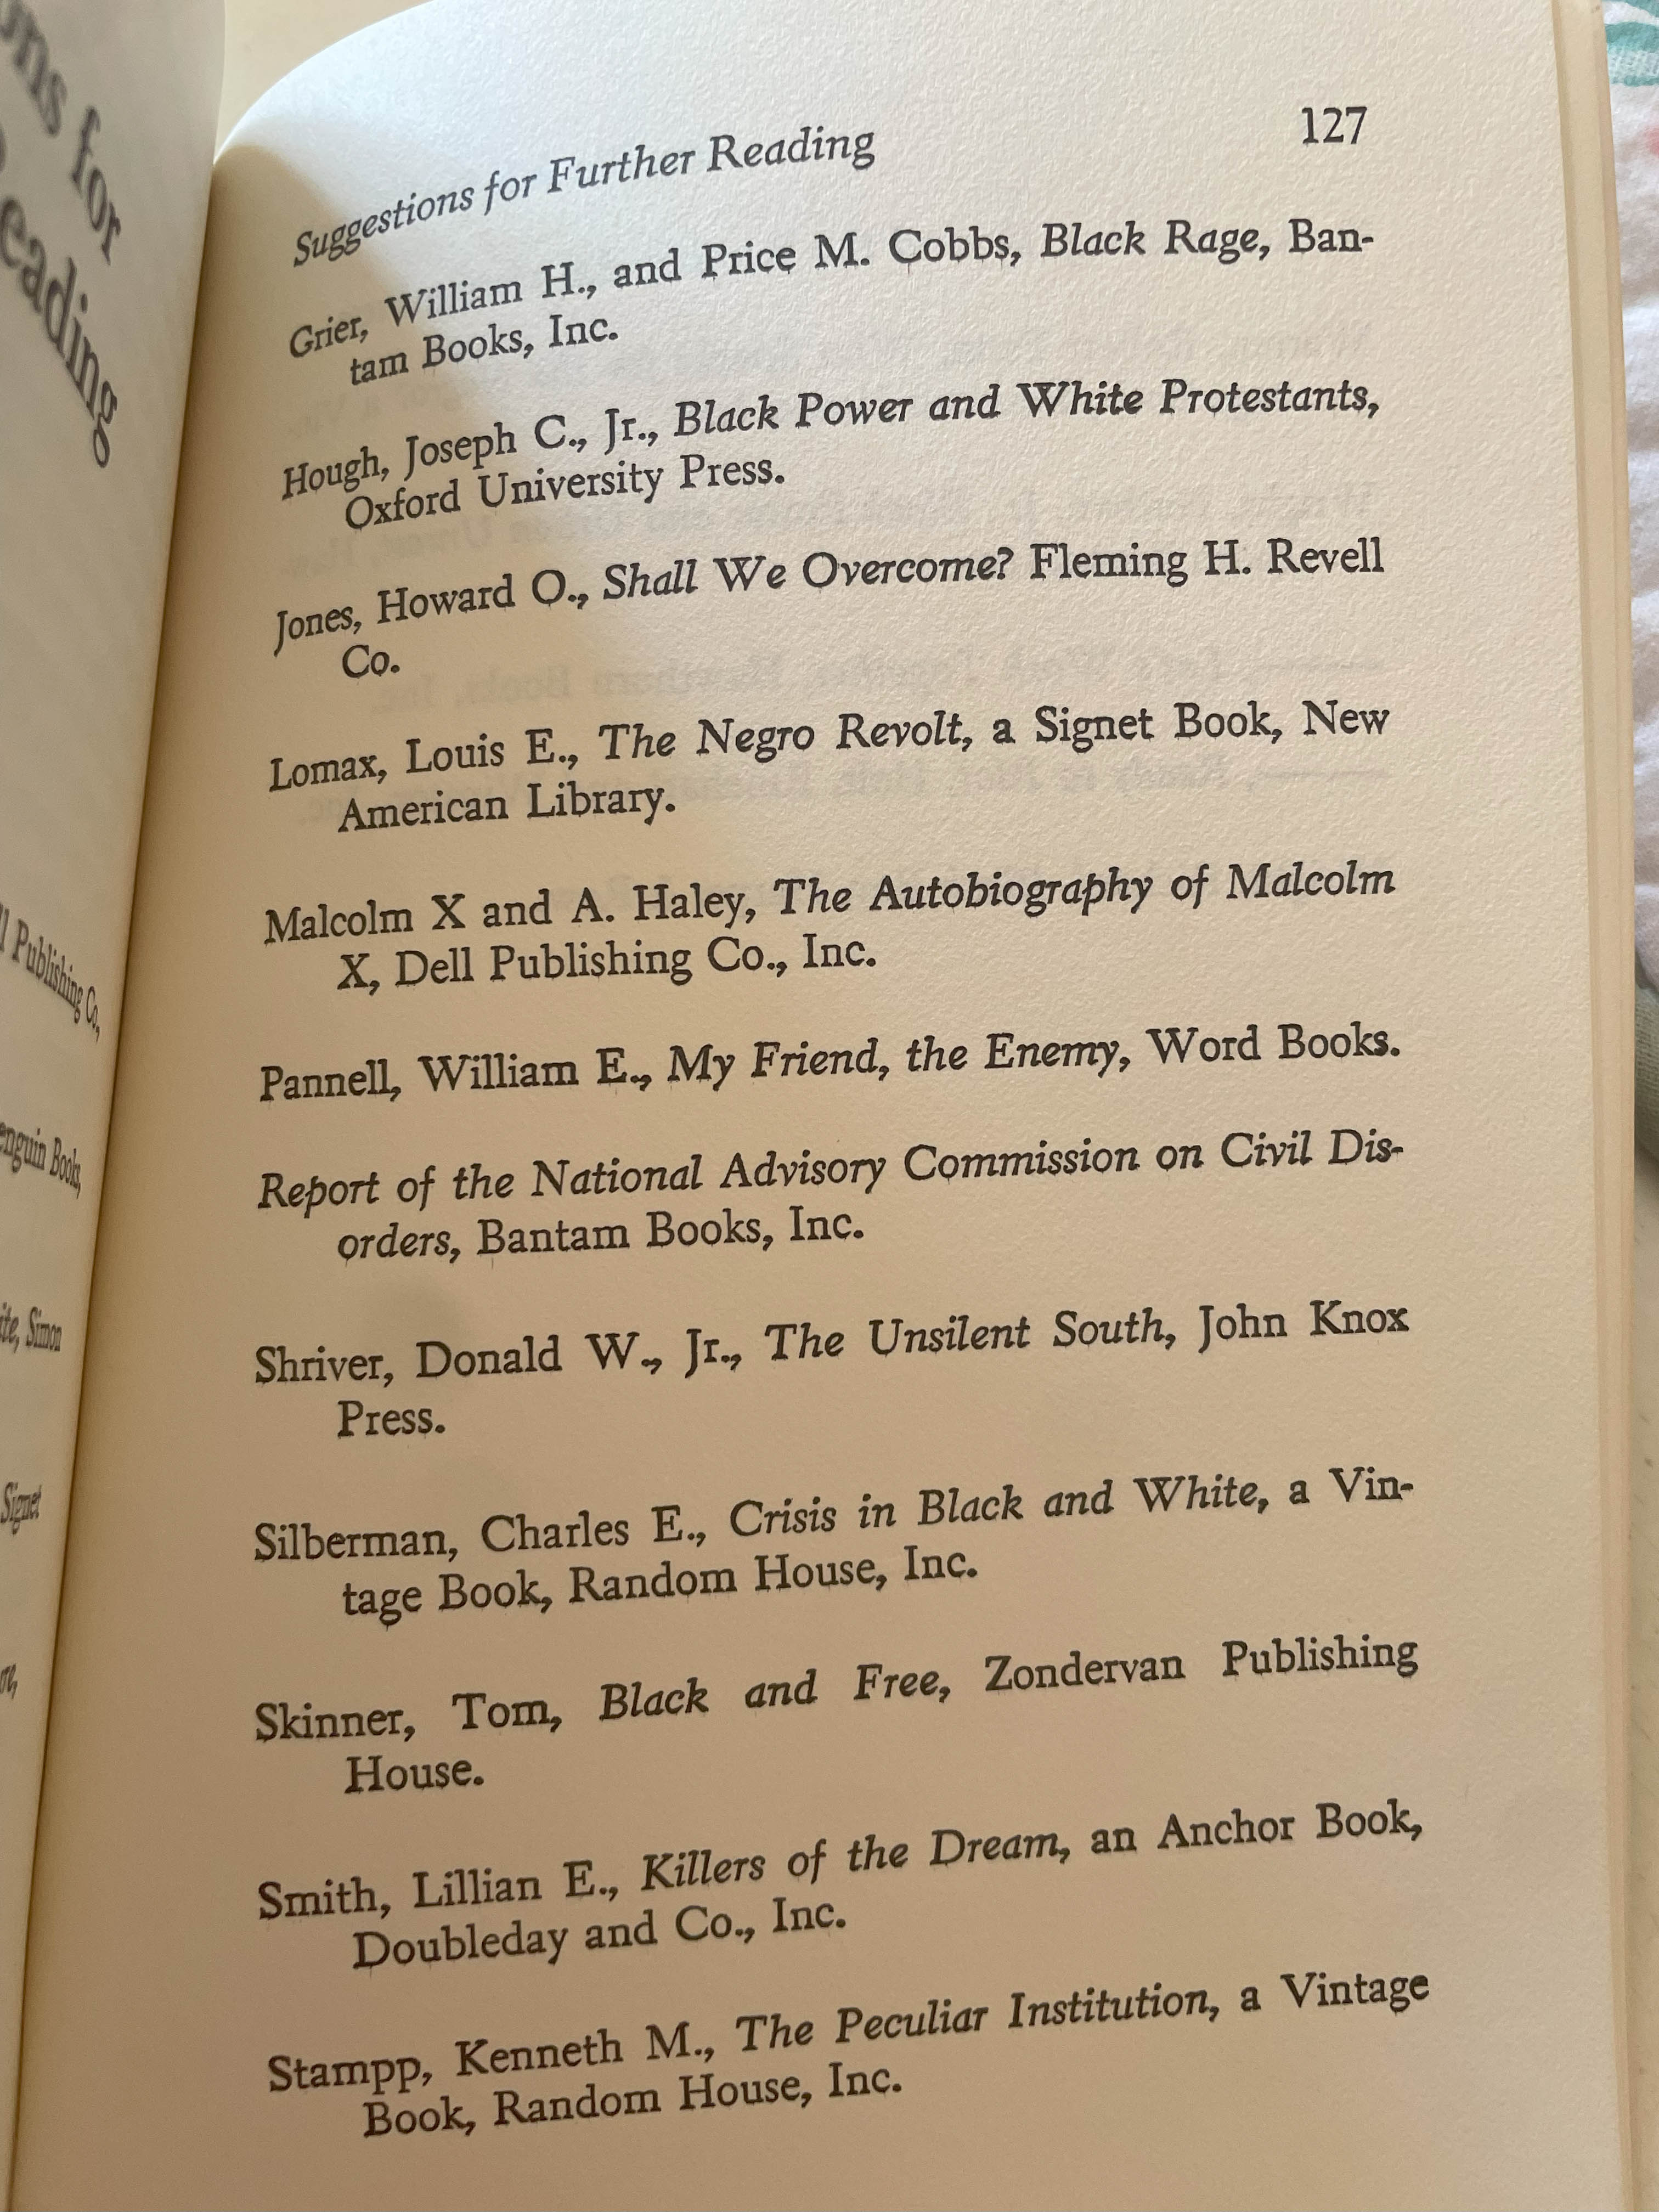 ons for
eading
l Publishing Co.,
enguin Books,
ite, Simon
Signet
Suggestions for Further Reading 127
Grier, William H., and Price M. Cobbs, Black Rage, Ban-
tam Books, Inc.
Hough, Joseph C., Jr., Black Power and White Protestants,
Oxford University Press.
Jones, Howard O., Shall We Overcome? Fleming H. Revell
Co.
Lomax, Louis E., The Negro Revolt, a Signet Book, New
American Library.
Malcolm X and A. Haley, The Autobiography of Malcolm
X, Dell Publishing Co., Inc.
Pannell, William E., My Friend, the Enemy, Word Books.
Report of the National Advisory Commission on Civil Dis-
orders, Bantam Books, Inc.
Shriver, Donald W., Jr., The Unsilent South, John Knox
Press.
Silberman, Charles E., Crisis in Black and White, a Vin-
tage Book, Random House, Inc.
Skinner, Tom, Black and Free, Zondervan Publishing
House.
Smith, Lillian E., Killers of the Dream, an Anchor Book,
Doubleday and Co., Inc.
Stampp, Kenneth M., The Peculiar Institution, a Vintage
Book, Random House, Inc.